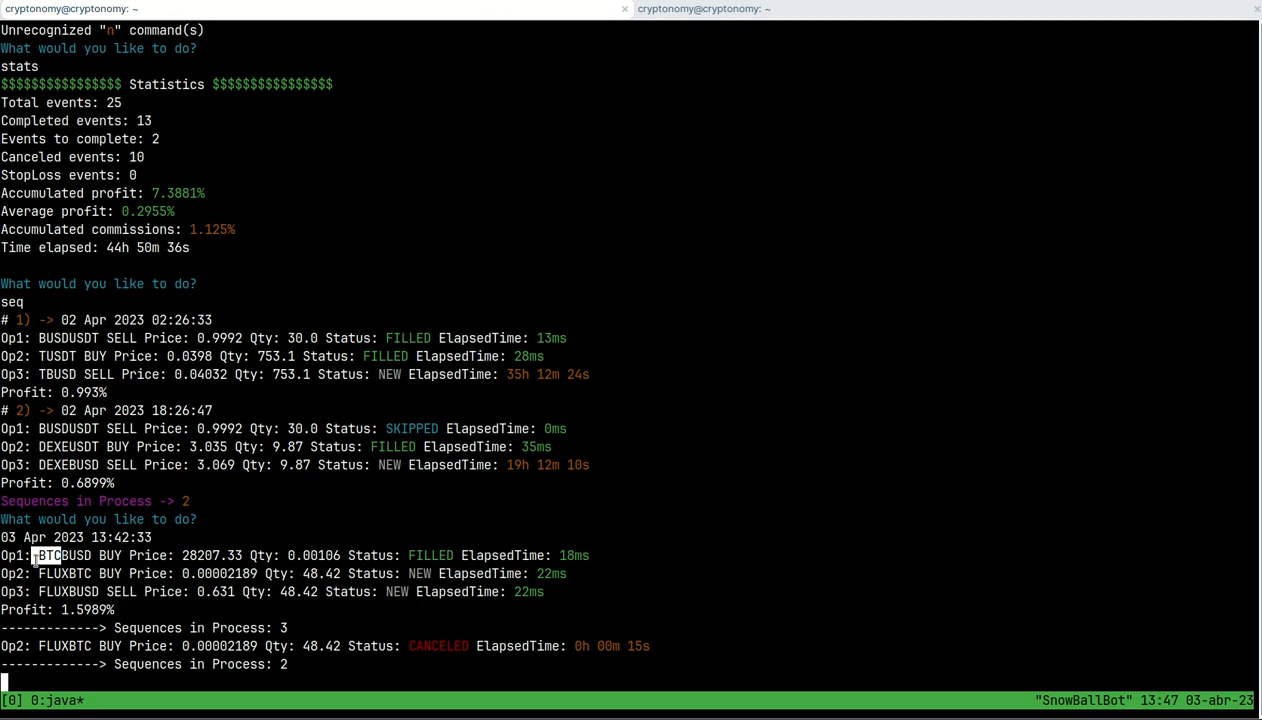 cryptonomy@cryptonomy: ~ × cryptonomy@cryptonomy: ~ ×
Unrecognized "n" command(s)
What would you like to do?
stats
$$$$$$$$$$$$$$$$ Statistics $$$$$$$$$$$$$$$$
Total events: 25
Completed events: 13
Events to complete: 2
Canceled events: 10
StopLoss events: 0
Accumulated profit: 7.3881%
Average profit: 0.2955%
Accumulated commissions: 1.125%
Time elapsed: 44h 50m 36s
What would you like to do?
seq
# 1) -> 02 Apr 2023 02:26:33
Op1: BUSDUSDT SELL Price: 0.9992 Qty: 30.0 Status: FILLED ElapsedTime: 13ms
Op2: TUSDT BUY Price: 0.0398 Qty: 753.1 Status: FILLED ElapsedTime: 28ms
Op3: TBUSD SELL Price: 0.04032 Qty: 753.1 Status: NEW ElapsedTime: 35h 12m 24s
Profit: 0.993%
# 2) -> 02 Apr 2023 18:26:47
Op1: BUSDUSDT SELL Price: 0.9992 Qty: 30.0 Status: SKIPPED ElapsedTime: 0ms
Op2: DEXEUSDT BUY Price: 3.035 Qty: 9.87 Status: FILLED ElapsedTime: 35ms
Op3: DEXEBUSD SELL Price: 3.069 Qty: 9.87 Status: NEW ElapsedTime: 19h 12m 10s
Profit: 0.6899%
Sequences in Process -> 2
What would you like to do?
03 Apr 2023 13:42:33
Op1: BTCBUSD BUY Price: 28207.33 Qty: 0.00106 Status: FILLED ElapsedTime: 18ms
Op2: FLUXBTC BUY Price: 0.00002189 Qty: 48.42 Status: NEW ElapsedTime: 22ms
Op3: FLUXBUSD SELL Price: 0.631 Qty: 48.42 Status: NEW ElapsedTime: 22ms
Profit: 1.5989%
-------------> Sequences in Process: 3
Op2: FLUXBTC BUY Price: 0.00002189 Qty: 48.42 Status: CANCELED ElapsedTime: 0h 00m 15s
-------------> Sequences in Process: 2
[0] 0:java* "SnowBallBot" 13:47 03-abr-23